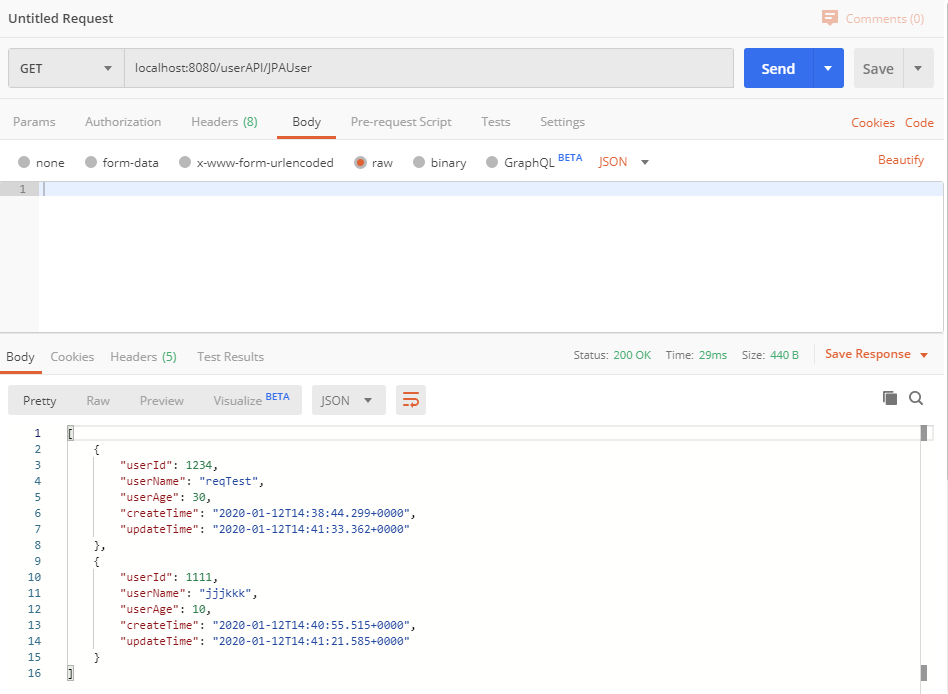 Untitled Request Comments (0)
GET localhost:8080/userAPI/JPAUser Send Save
Params Authorization Headers (8) Body Pre-request Script Tests Settings Cookies Code
none form-data x-www-form-urlencoded raw binary GraphQL BETA JSON Beautify
1
Body Cookies Headers (5) Test Results Status: 200 OK Time: 29ms Size: 440 B Save Response
Pretty Raw Preview Visualize BETA JSON
1 [
2 {
3 "userId": 1234,
4 "userName": "reqTest",
5 "userAge": 30,
6 "createTime": "2020-01-12T14:38:44.299+0000",
7 "updateTime": "2020-01-12T14:41:33.362+0000"
8 },
9 {
10 "userId": 1111,
11 "userName": "jjjkkk",
12 "userAge": 10,
13 "createTime": "2020-01-12T14:40:55.515+0000",
14 "updateTime": "2020-01-12T14:41:21.585+0000"
15 }
16 ]